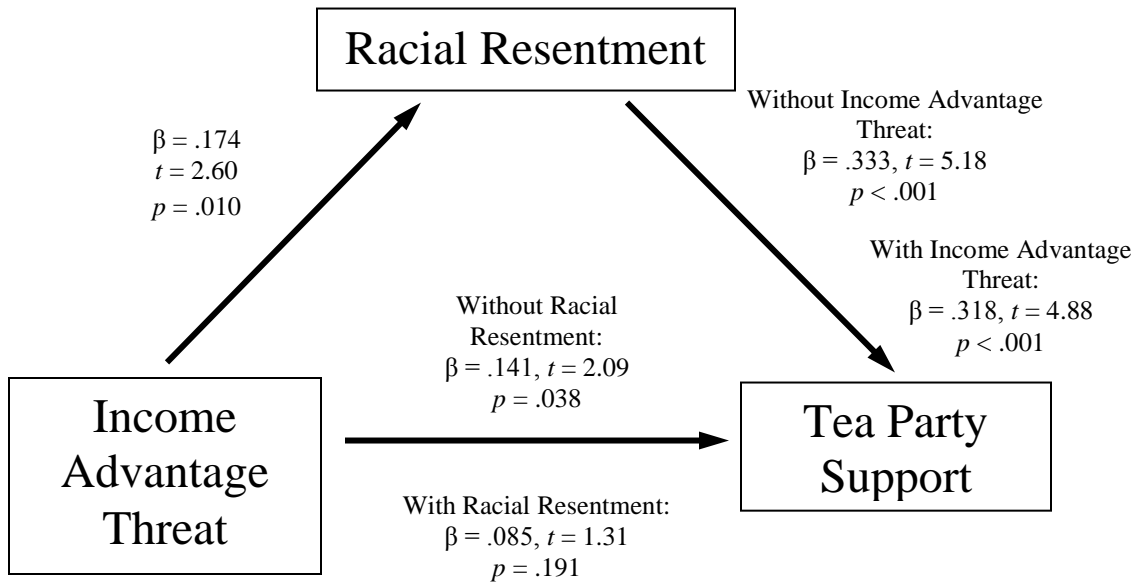 Racial Resentment
β = .174
t = 2.60
p = .010
Without Income Advantage
Threat:
β = .333, t = 5.18
p < .001
With Income Advantage
Threat:
β = .318, t = 4.88
p < .001
Without Racial
Resentment:
β = .141, t = 2.09
p = .038
Income
Advantage
Threat
Tea Party
Support
With Racial Resentment:
β = .085, t = 1.31
p = .191